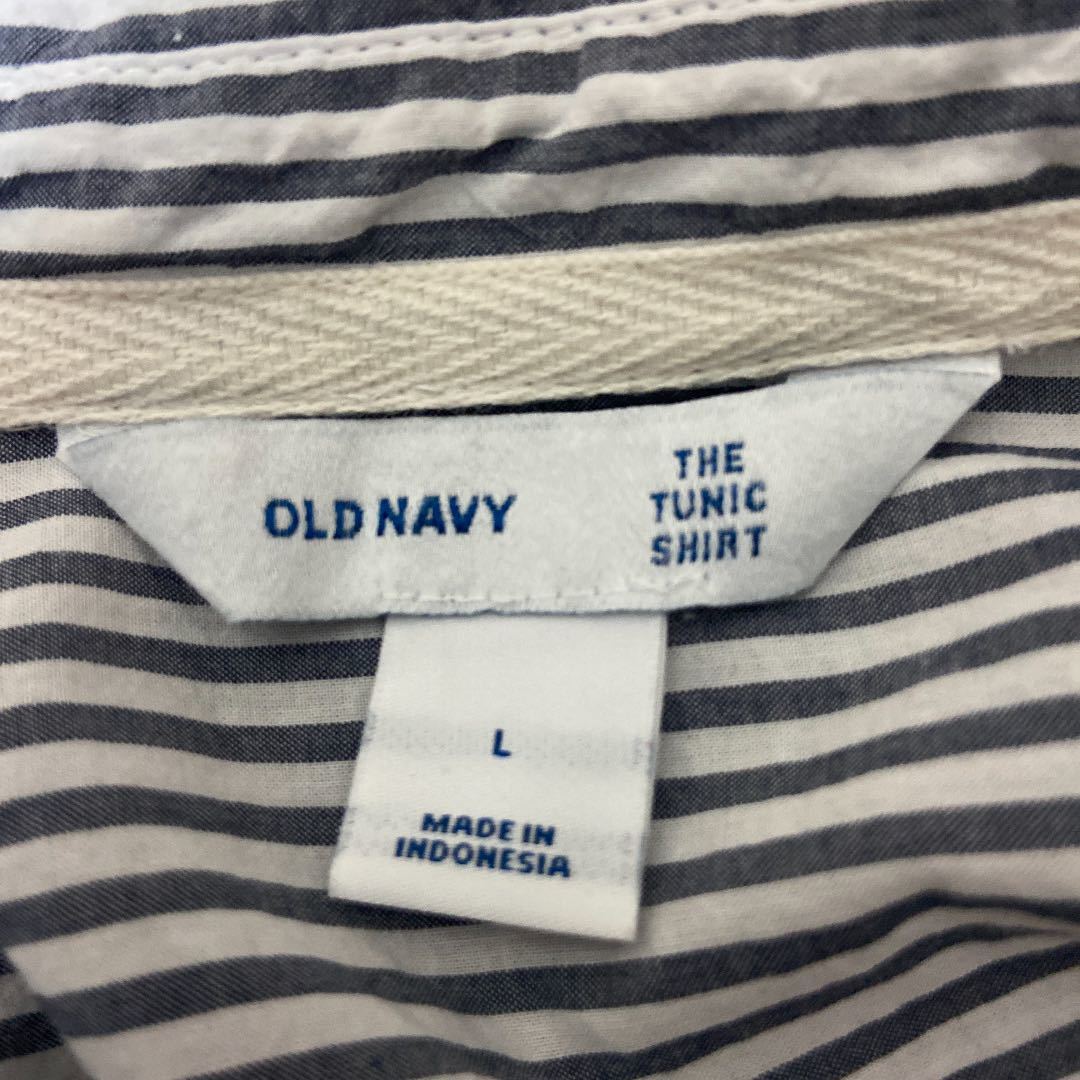 OLD NAVY
THE
TUNIC
SHIRT
L
MADE IN
INDONESIA